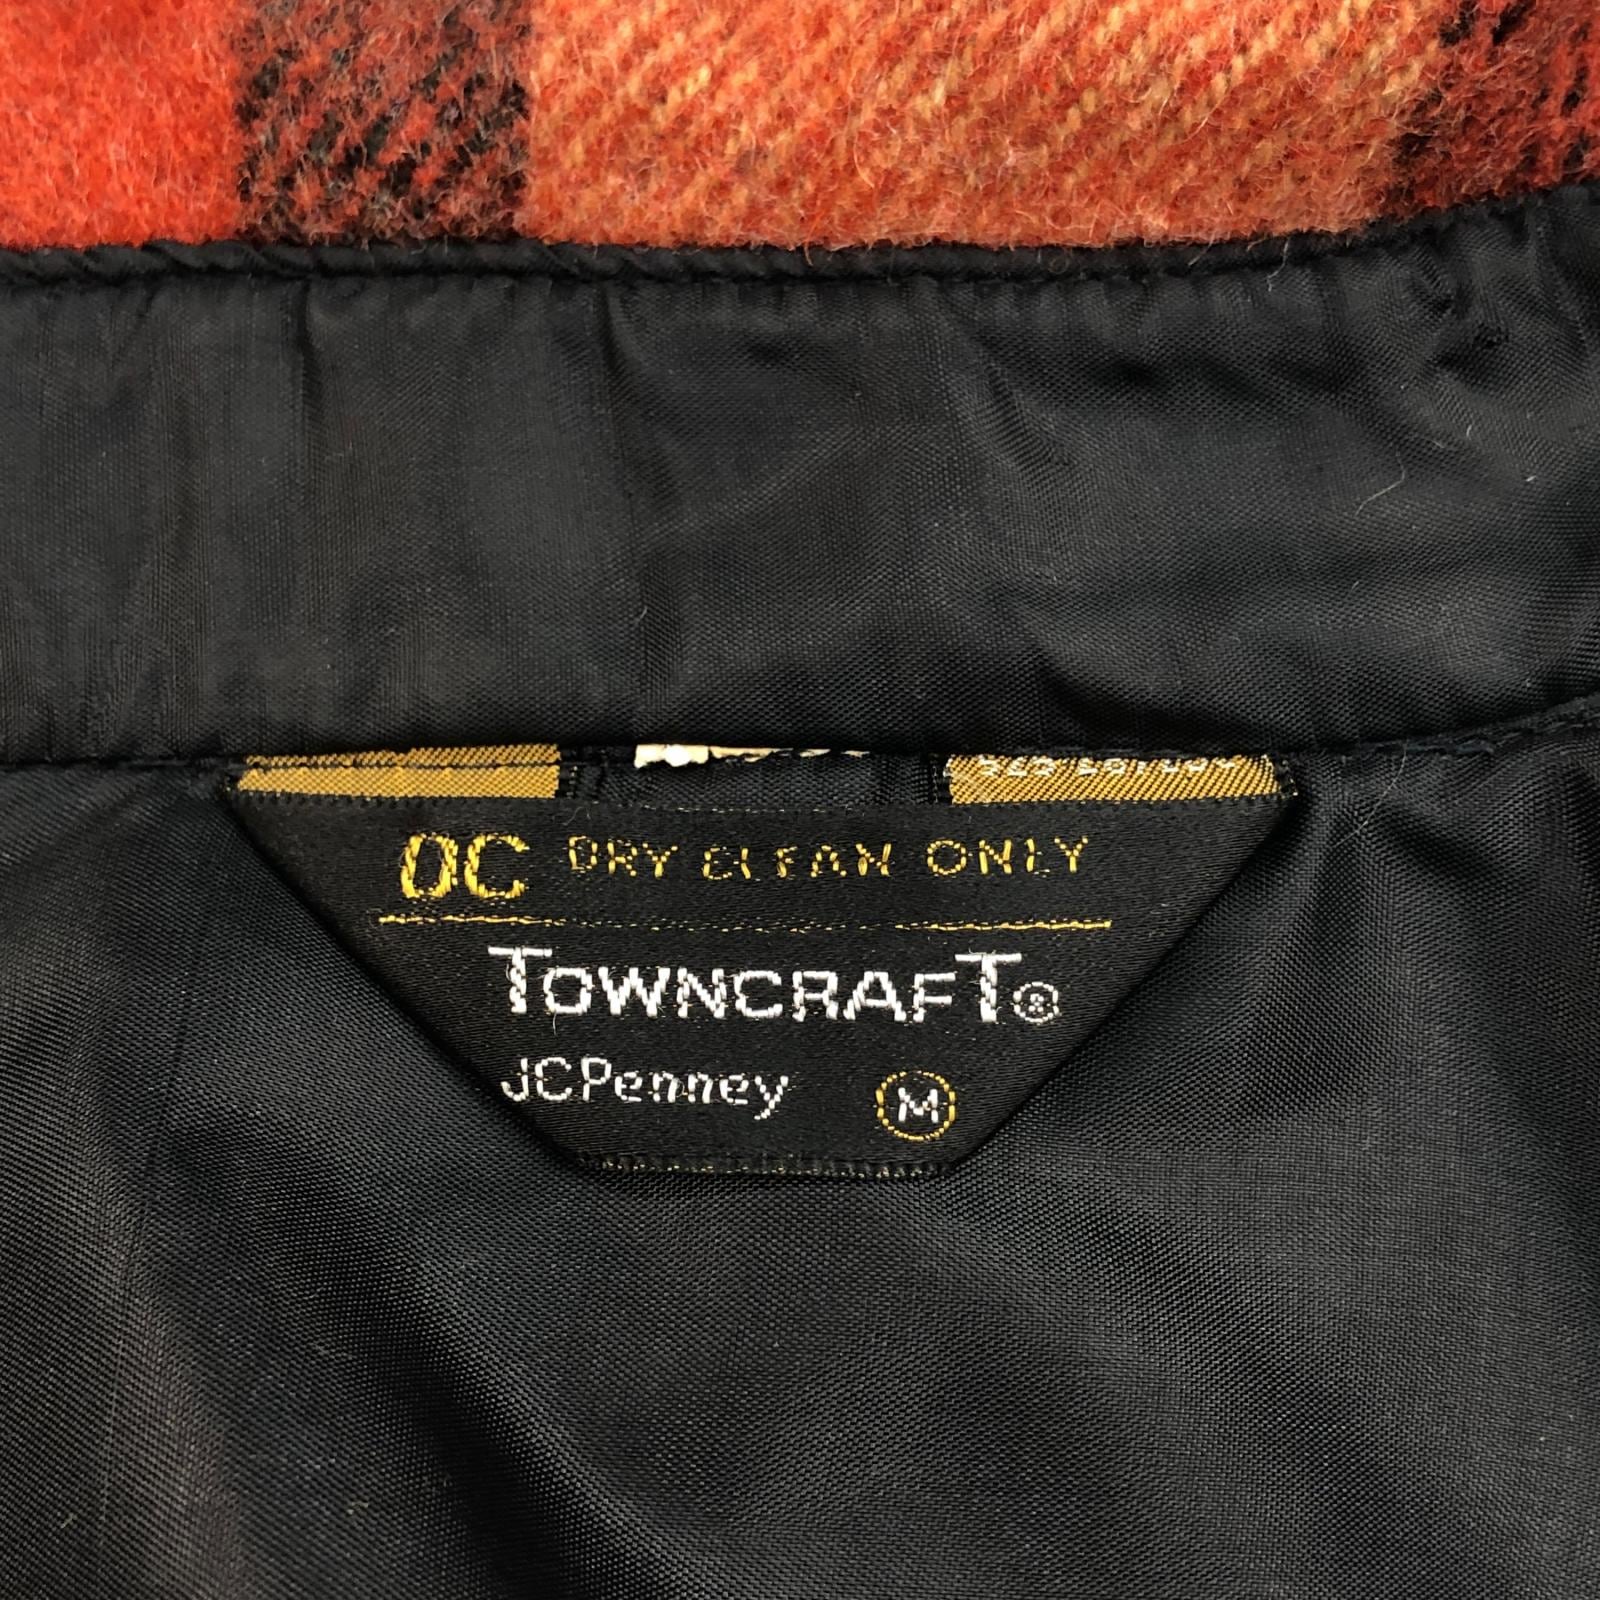 DC DRY CLEAN ONLY
TOWNCRAFT®
JCPenney M